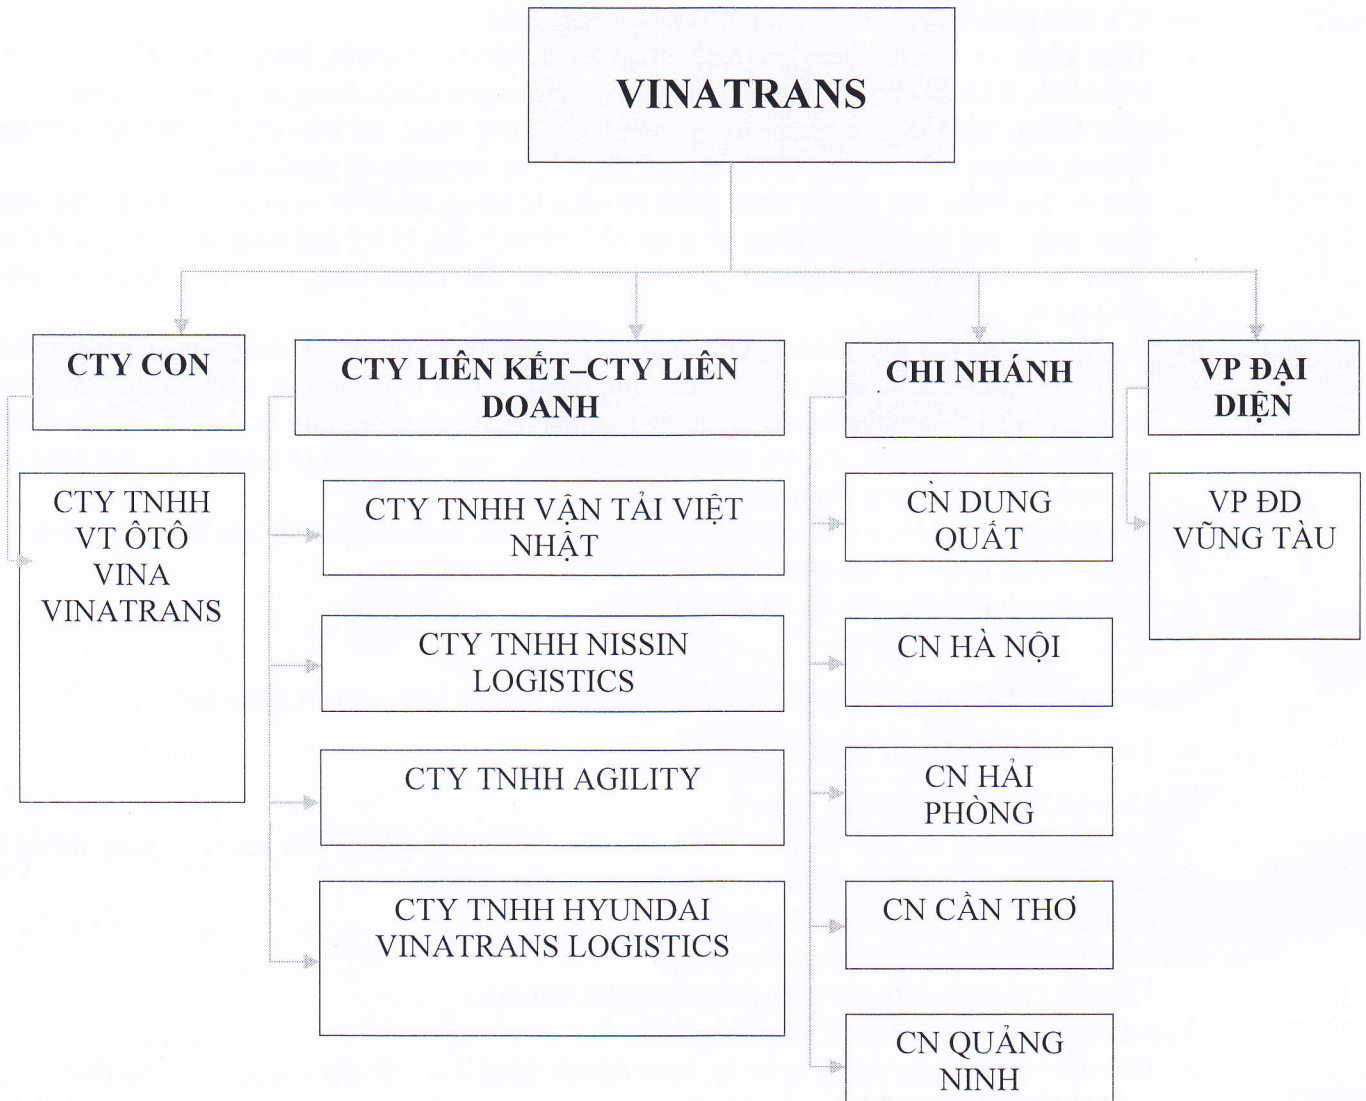 VINATRANS
CTY CON
CTY LIÊN KẾT–CTY LIÊN
DOANH
CHI NHÁNH
VP ĐẠI
DIỆN
CTY TNHH
VT ÔTÔ
VINA
VINATRANS
CTY TNHH VẬN TẢI VIỆT
NHẬT
CTY TNHH NISSIN
LOGISTICS
CTY TNHH AGILITY
CTY TNHH HYUNDAI
VINATRANS LOGISTICS
CN DUNG
QUẤT
CN HÀ NỘI
CN HẢI
PHÒNG
CN CẦN THƠ
CN QUẢNG
NINH
VP ĐD
VŨNG TÀU